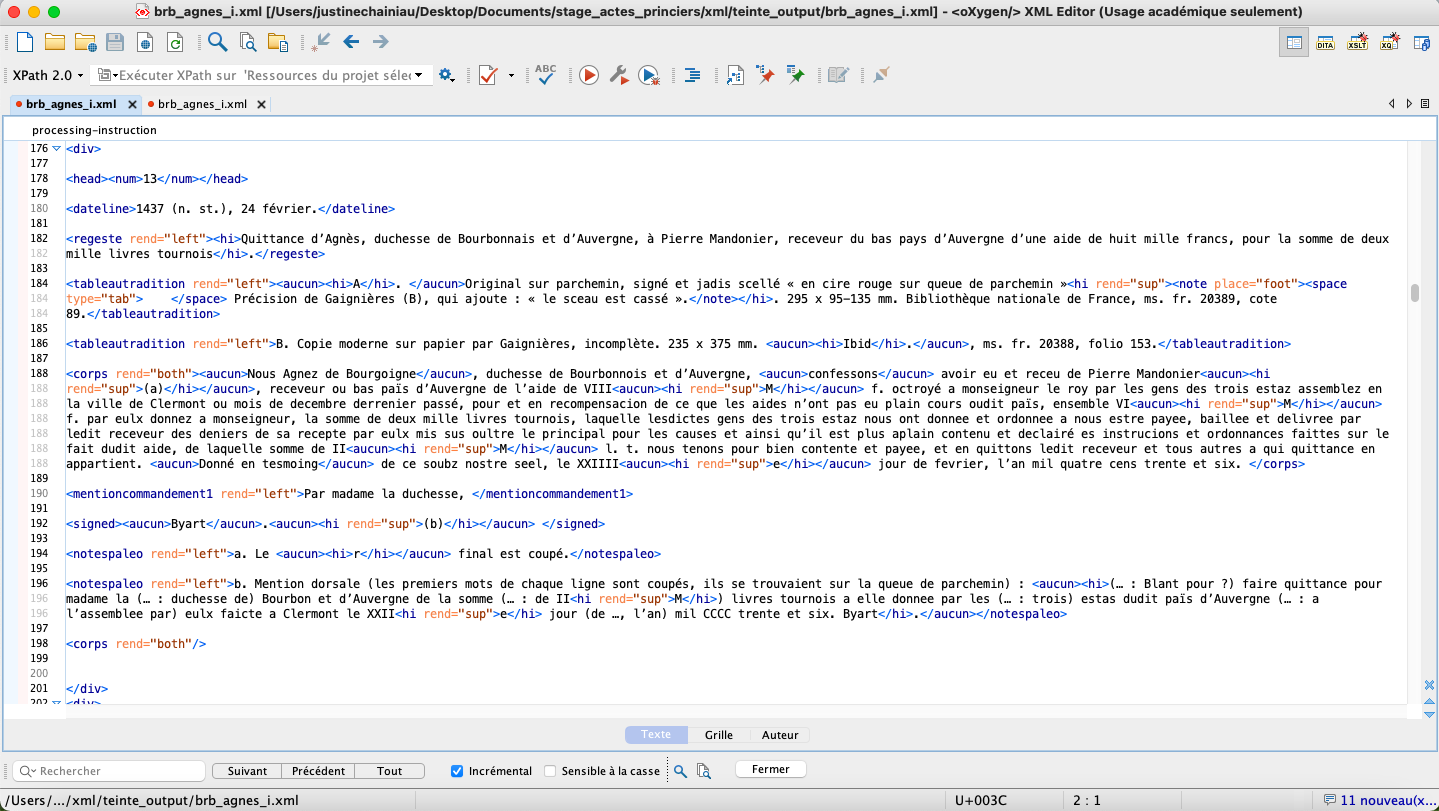 brb_agnes_i.xml [/Users/justinechainiau/Desktop/Documents/stage_actes_princiers/xml/teinte_output/brb_agnes_i.xml] - <oXygen/> XML Editor (Usage académique seulement)
DITA XSLT XQ
XPath 2.0 Exécuter XPath sur 'Ressources du projet sélec
ABC
brb_agnes_i.xml brb_agnes_i.xml
processing-instruction
176 <div>
177
178 <head><num>13</num></head>
179
180 <dateline>1437 (n. st.), 24 février.</dateline>
181
182 <regeste rend="left"><hi>Quittance d’Agnès, duchesse de Bourbonnais et d’Auvergne, à Pierre Mandonier, receveur du bas pays d’Auvergne d’une aide de huit mille francs, pour la somme de deux
182 mille livres tournois</hi>.</regeste>
183
184 <tableautradition rend="left"><aucun><hi>A</hi>. </aucun>Original sur parchemin, signé et jadis scellé « en cire rouge sur queue de parchemin »<hi rend="sup"><note place="foot"><space
184 type="tab">    </space> Précision de Gaignières (B), qui ajoute : « le sceau est cassé ».</note></hi>. 295 x 95-135 mm. Bibliothèque nationale de France, ms. fr. 20389, cote
184 89.</tableautradition>
185
186 <tableautradition rend="left">B. Copie moderne sur papier par Gaignières, incomplète. 235 x 375 mm. <aucun><hi>Ibid</hi>.</aucun>, ms. fr. 20388, folio 153.</tableautradition>
187
188 <corps rend="both"><aucun>Nous Agnez de Bourgoigne</aucun>, duchesse de Bourbonnois et d’Auvergne, <aucun>confessons</aucun> avoir eu et receu de Pierre Mandonier<aucun><hi
188 rend="sup">(a)</hi></aucun>, receveur ou bas païs d’Auvergne de l’aide de VIII<aucun><hi rend="sup">M</hi></aucun> f. octroyé a monseigneur le roy par les gens des trois estaz assemblez en
188 la ville de Clermont ou mois de decembre derrenier passé, pour et en recompensacion de ce que les aides n’ont pas eu plain cours oudit païs, ensemble VI<aucun><hi rend="sup">M</hi></aucun>
188 f. par eulx donnez a monseigneur, la somme de deux mille livres tournois, laquelle lesdictes gens des trois estaz nous ont donnee et ordonnee a nous estre payee, baillee et delivree par
188 ledit receveur des deniers de sa recepte par eulx mis sus oultre le principal pour les causes et ainsi qu’il est plus aplain contenu et declairé es instrucions et ordonnances faittes sur le
188 fait dudit aide, de laquelle somme de II<aucun><hi rend="sup">M</hi></aucun> l. t. nous tenons pour bien contente et payee, et en quittons ledit receveur et tous autres a qui quittance en
188 appartient. <aucun>Donné en tesmoing</aucun> de ce soubz nostre seel, le XXIIII<aucun><hi rend="sup">e</hi></aucun> jour de fevrier, l’an mil quatre cens trente et six. </corps>
189
190 <mentioncommandement1 rend="left">Par madame la duchesse, </mentioncommandement1>
191
192 <signed><aucun>Byart</aucun>.<aucun><hi rend="sup">(b)</hi></aucun> </signed>
193
194 <notespaleo rend="left">a. Le <aucun><hi>r</hi></aucun> final est coupé.</notespaleo>
195
196 <notespaleo rend="left">b. Mention dorsale (les premiers mots de chaque ligne sont coupés, ils se trouvaient sur la queue de parchemin) : <aucun><hi>(… : Blant pour ?) faire quittance pour
196 madame la (… : duchesse de) Bourbon et d’Auvergne de la somme (… : de II<hi rend="sup">M</hi>) livres tournois a elle donnee par les (… : trois) estas dudit païs d’Auvergne (… : a
196 l’assemblee par) eulx faicte a Clermont le XXII<hi rend="sup">e</hi> jour (de …, l’an) mil CCCC trente et six. Byart</hi>.</aucun></notespaleo>
197
198 <corps rend="both"/>
199
200
201 </div>
202 <div>
Texte Grille Auteur
Rechercher Suivant Précédent Tout Incrémental Sensible à la casse Fermer
/Users/.../xml/teinte_output/brb_agnes_i.xml U+003C 2 : 1 11 nouveau(x...